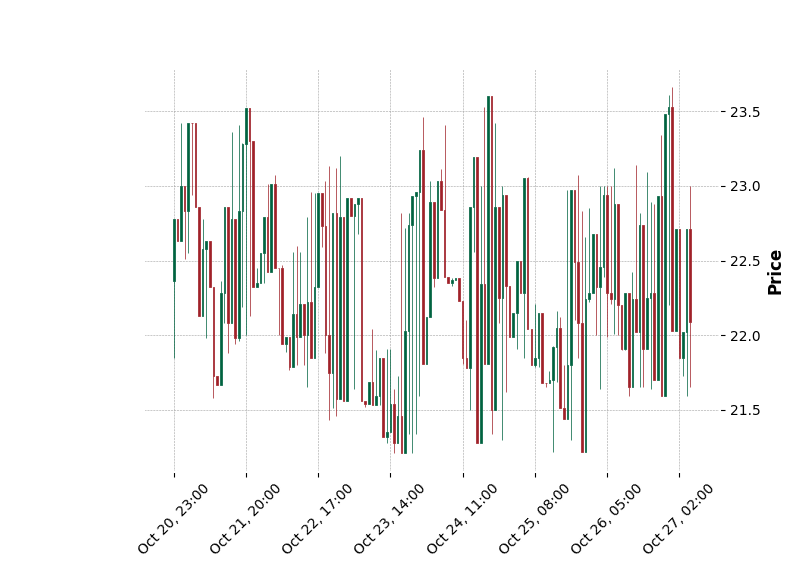 23.5
23.0
22.5
22.0
21.5
Price
Oct 20, 23:00
Oct 21, 20:00
Oct 22, 17:00
Oct 23, 14:00
Oct 24, 11:00
Oct 25, 08:00
Oct 26, 05:00
Oct 27, 02:00